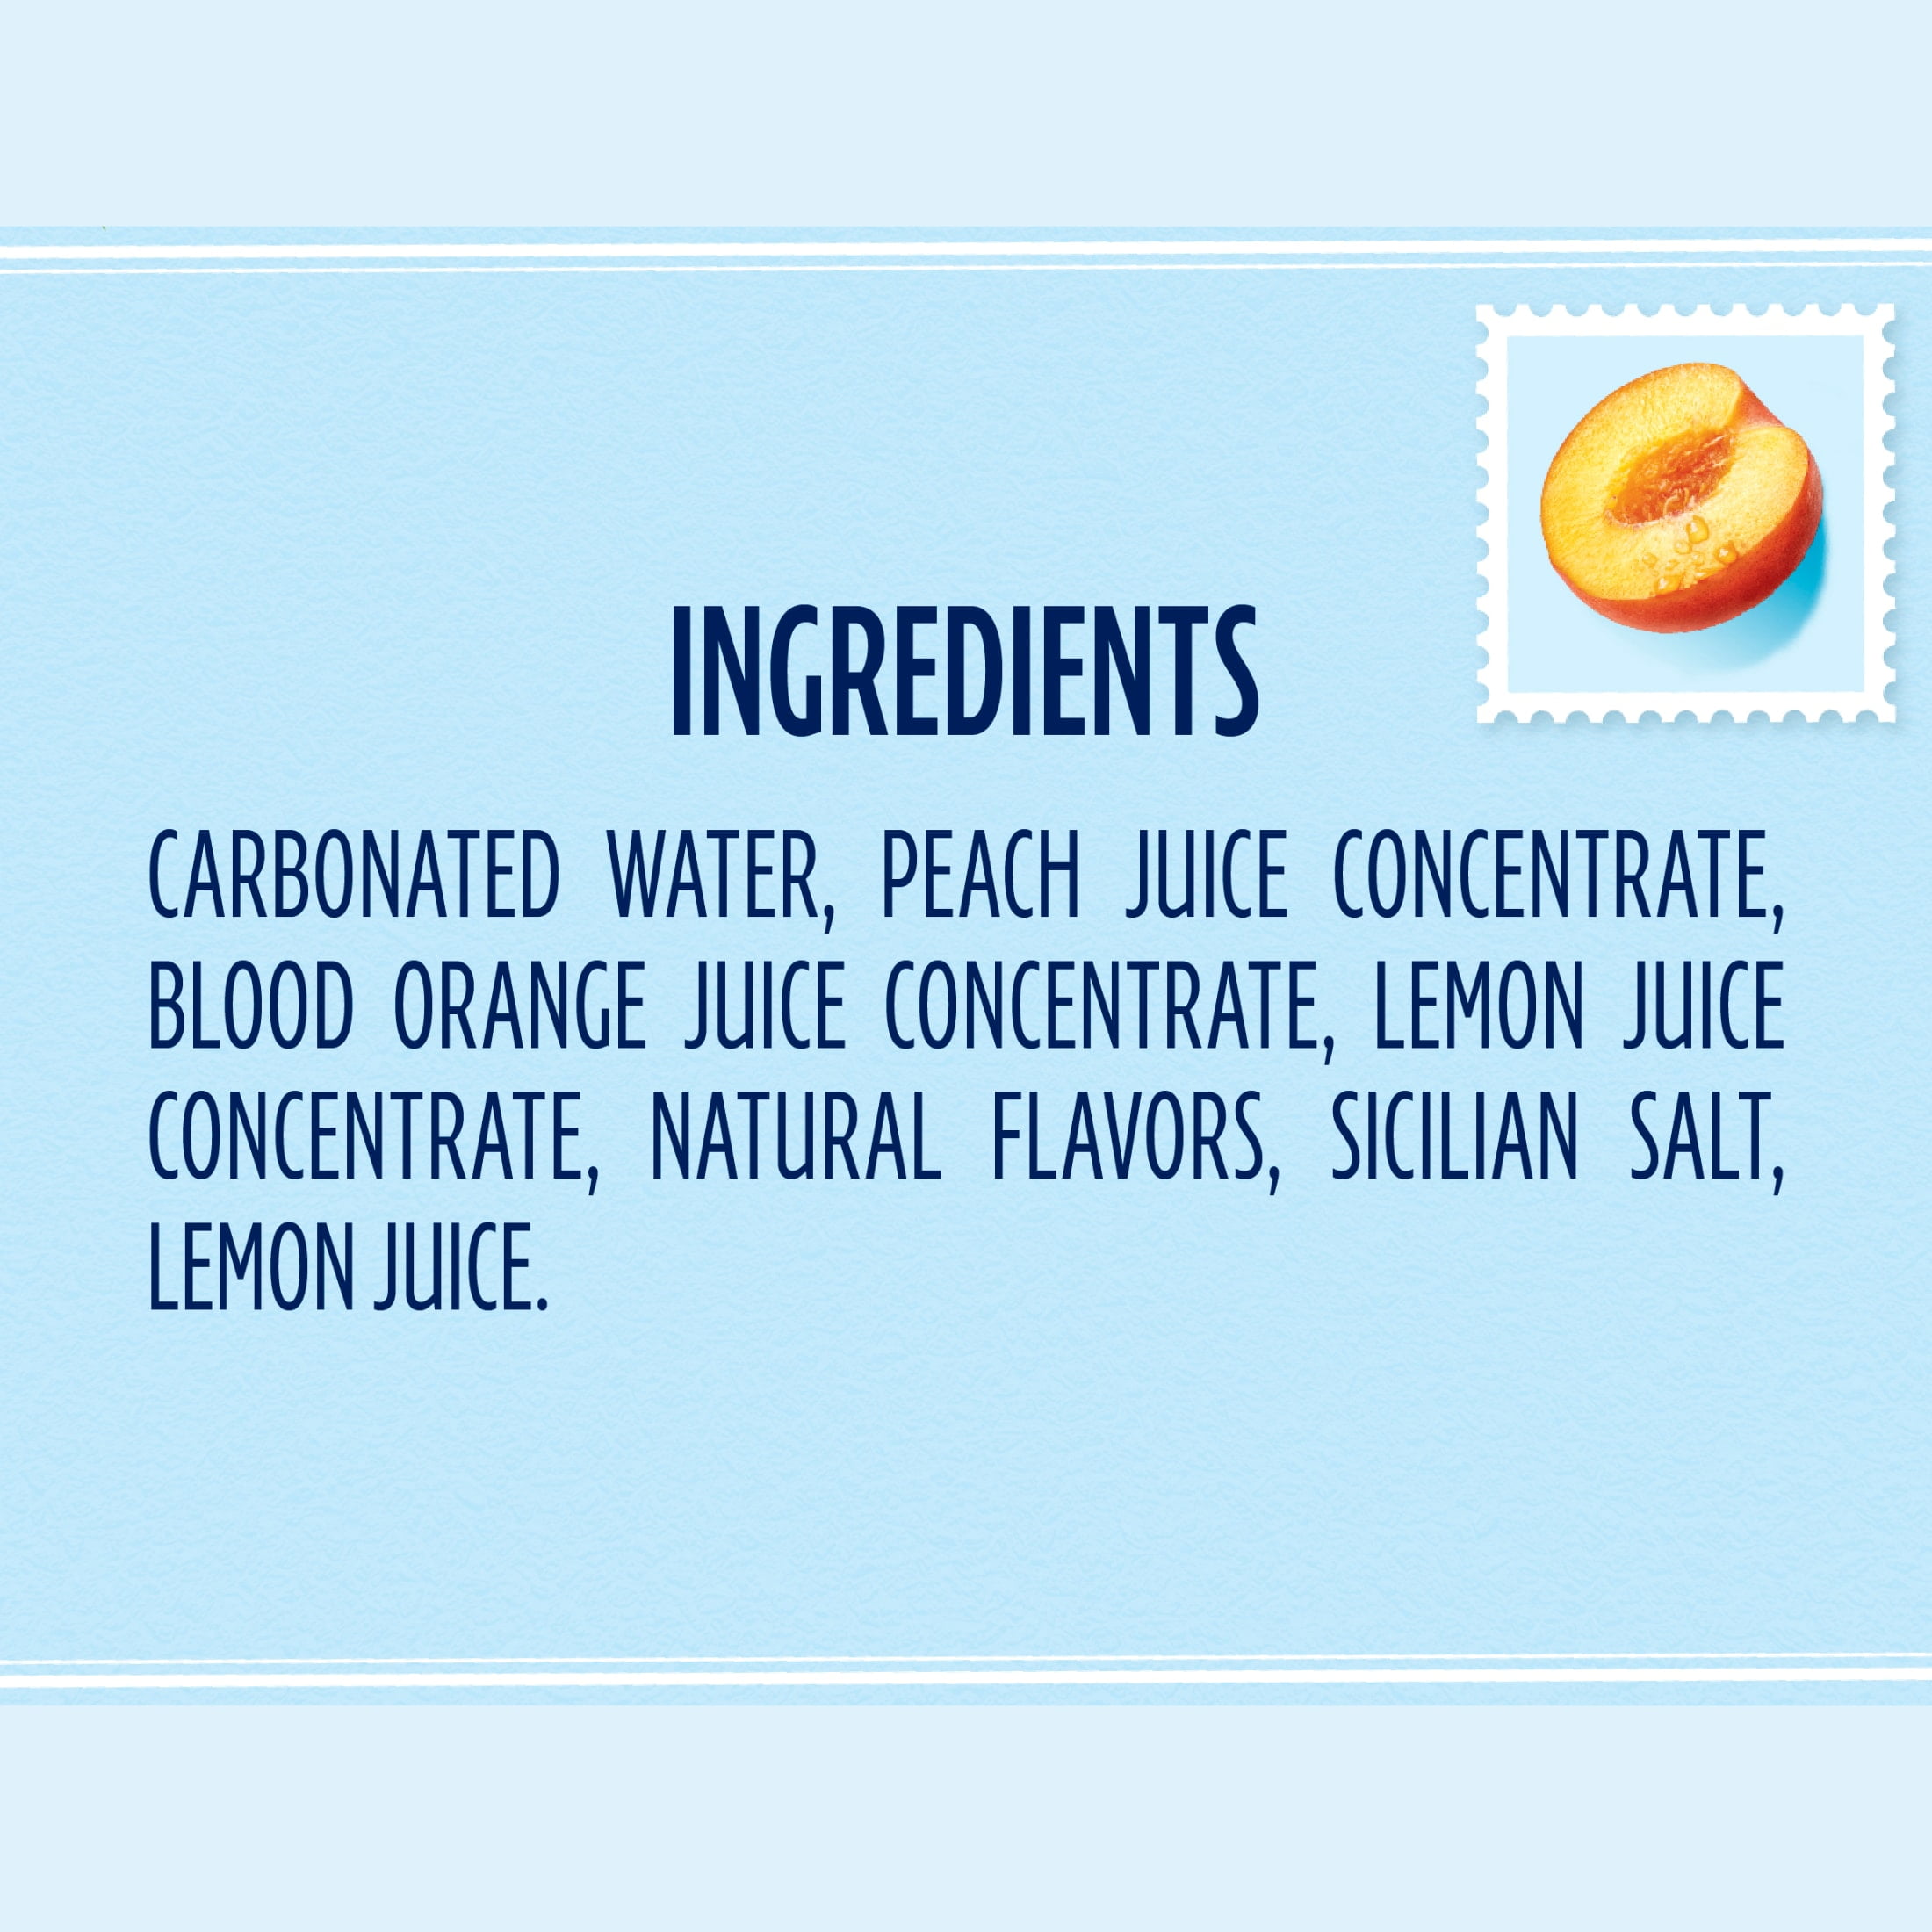 INGREDIENTS
CARBONATED WATER, PEACH JUICE CONCENTRATE,
BLOOD ORANGE JUICE CONCENTRATE, LEMON JUICE
CONCENTRATE, NATURAL FLAVORS, SICILIAN SALT,
LEMON JUICE.